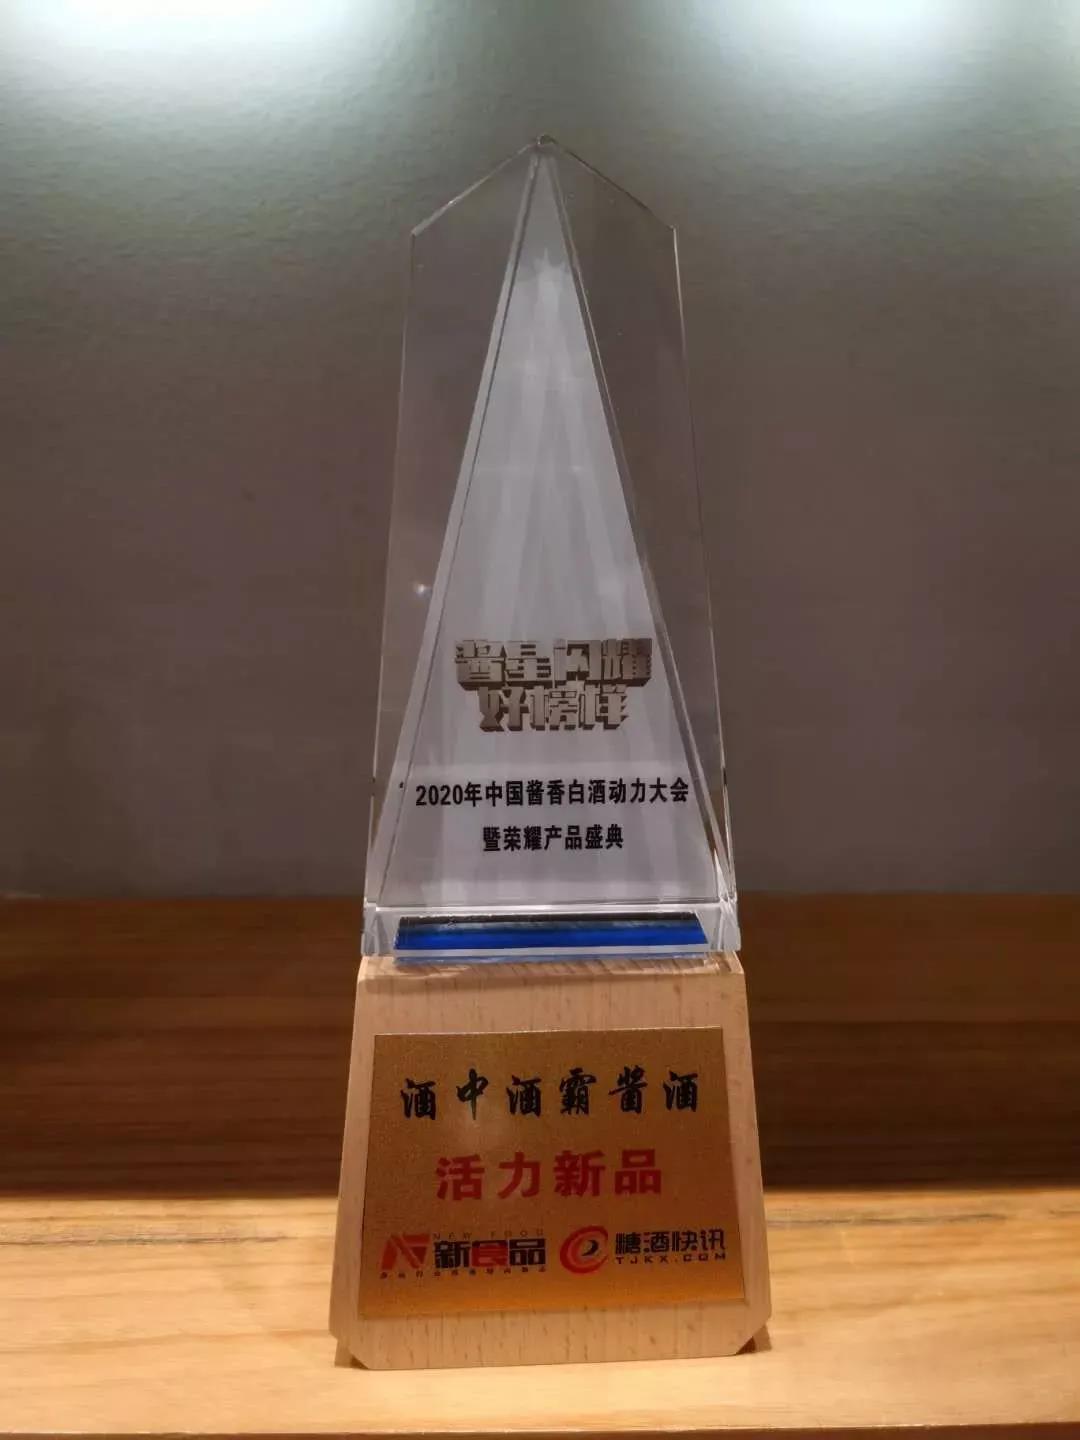 酱星闪耀
好榜样
2020年中国酱香白酒动力大会
暨荣耀产品盛典
酒中酒霸酱酒
活力新品
NEW FOOD
新食品
糖酒快讯
TJKX.COM